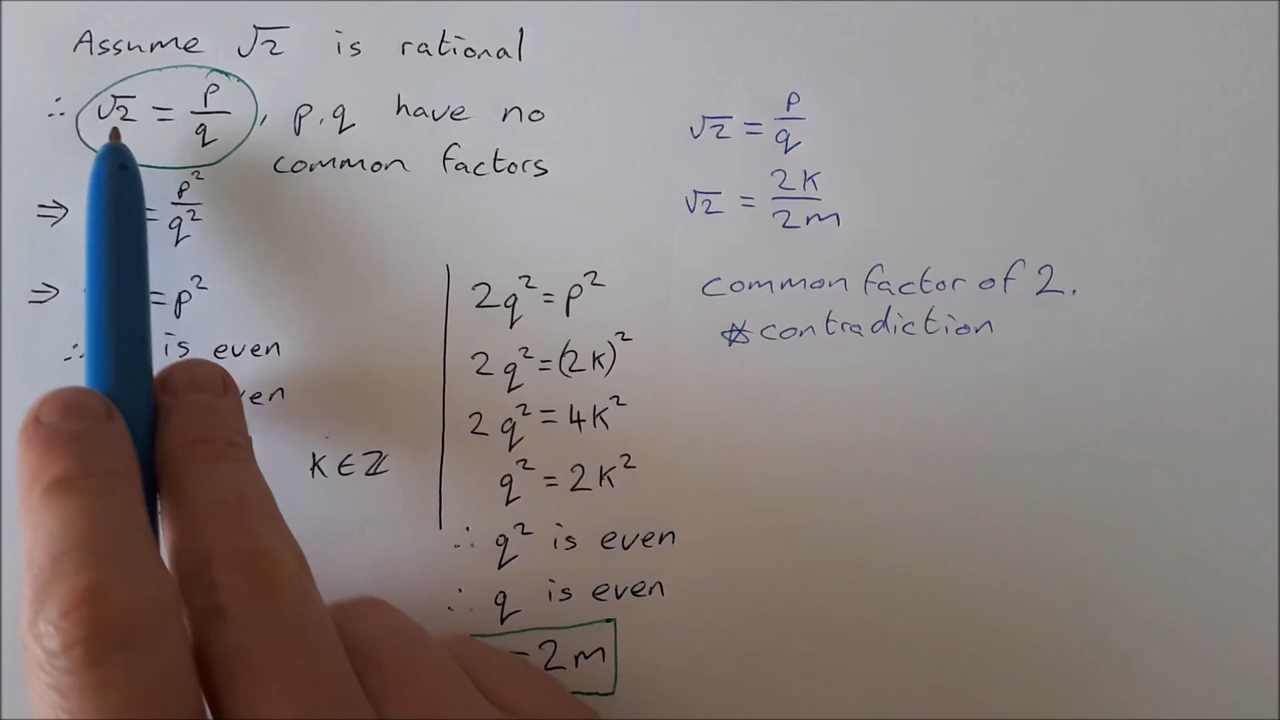 Assume √2 is rational
∴ √2 = p/q, p,q have no
common factors
⇒ = p²/q²
⇒ = p²
∴ is even
K ∈ ℤ
2q² = p²
2q² = (2K)²
2q² = 4K²
q² = 2K²
∴ q² is even
∴ q is even
= 2m
√2 = p/q
√2 = 2K/2m
common factor of 2.
* contradiction